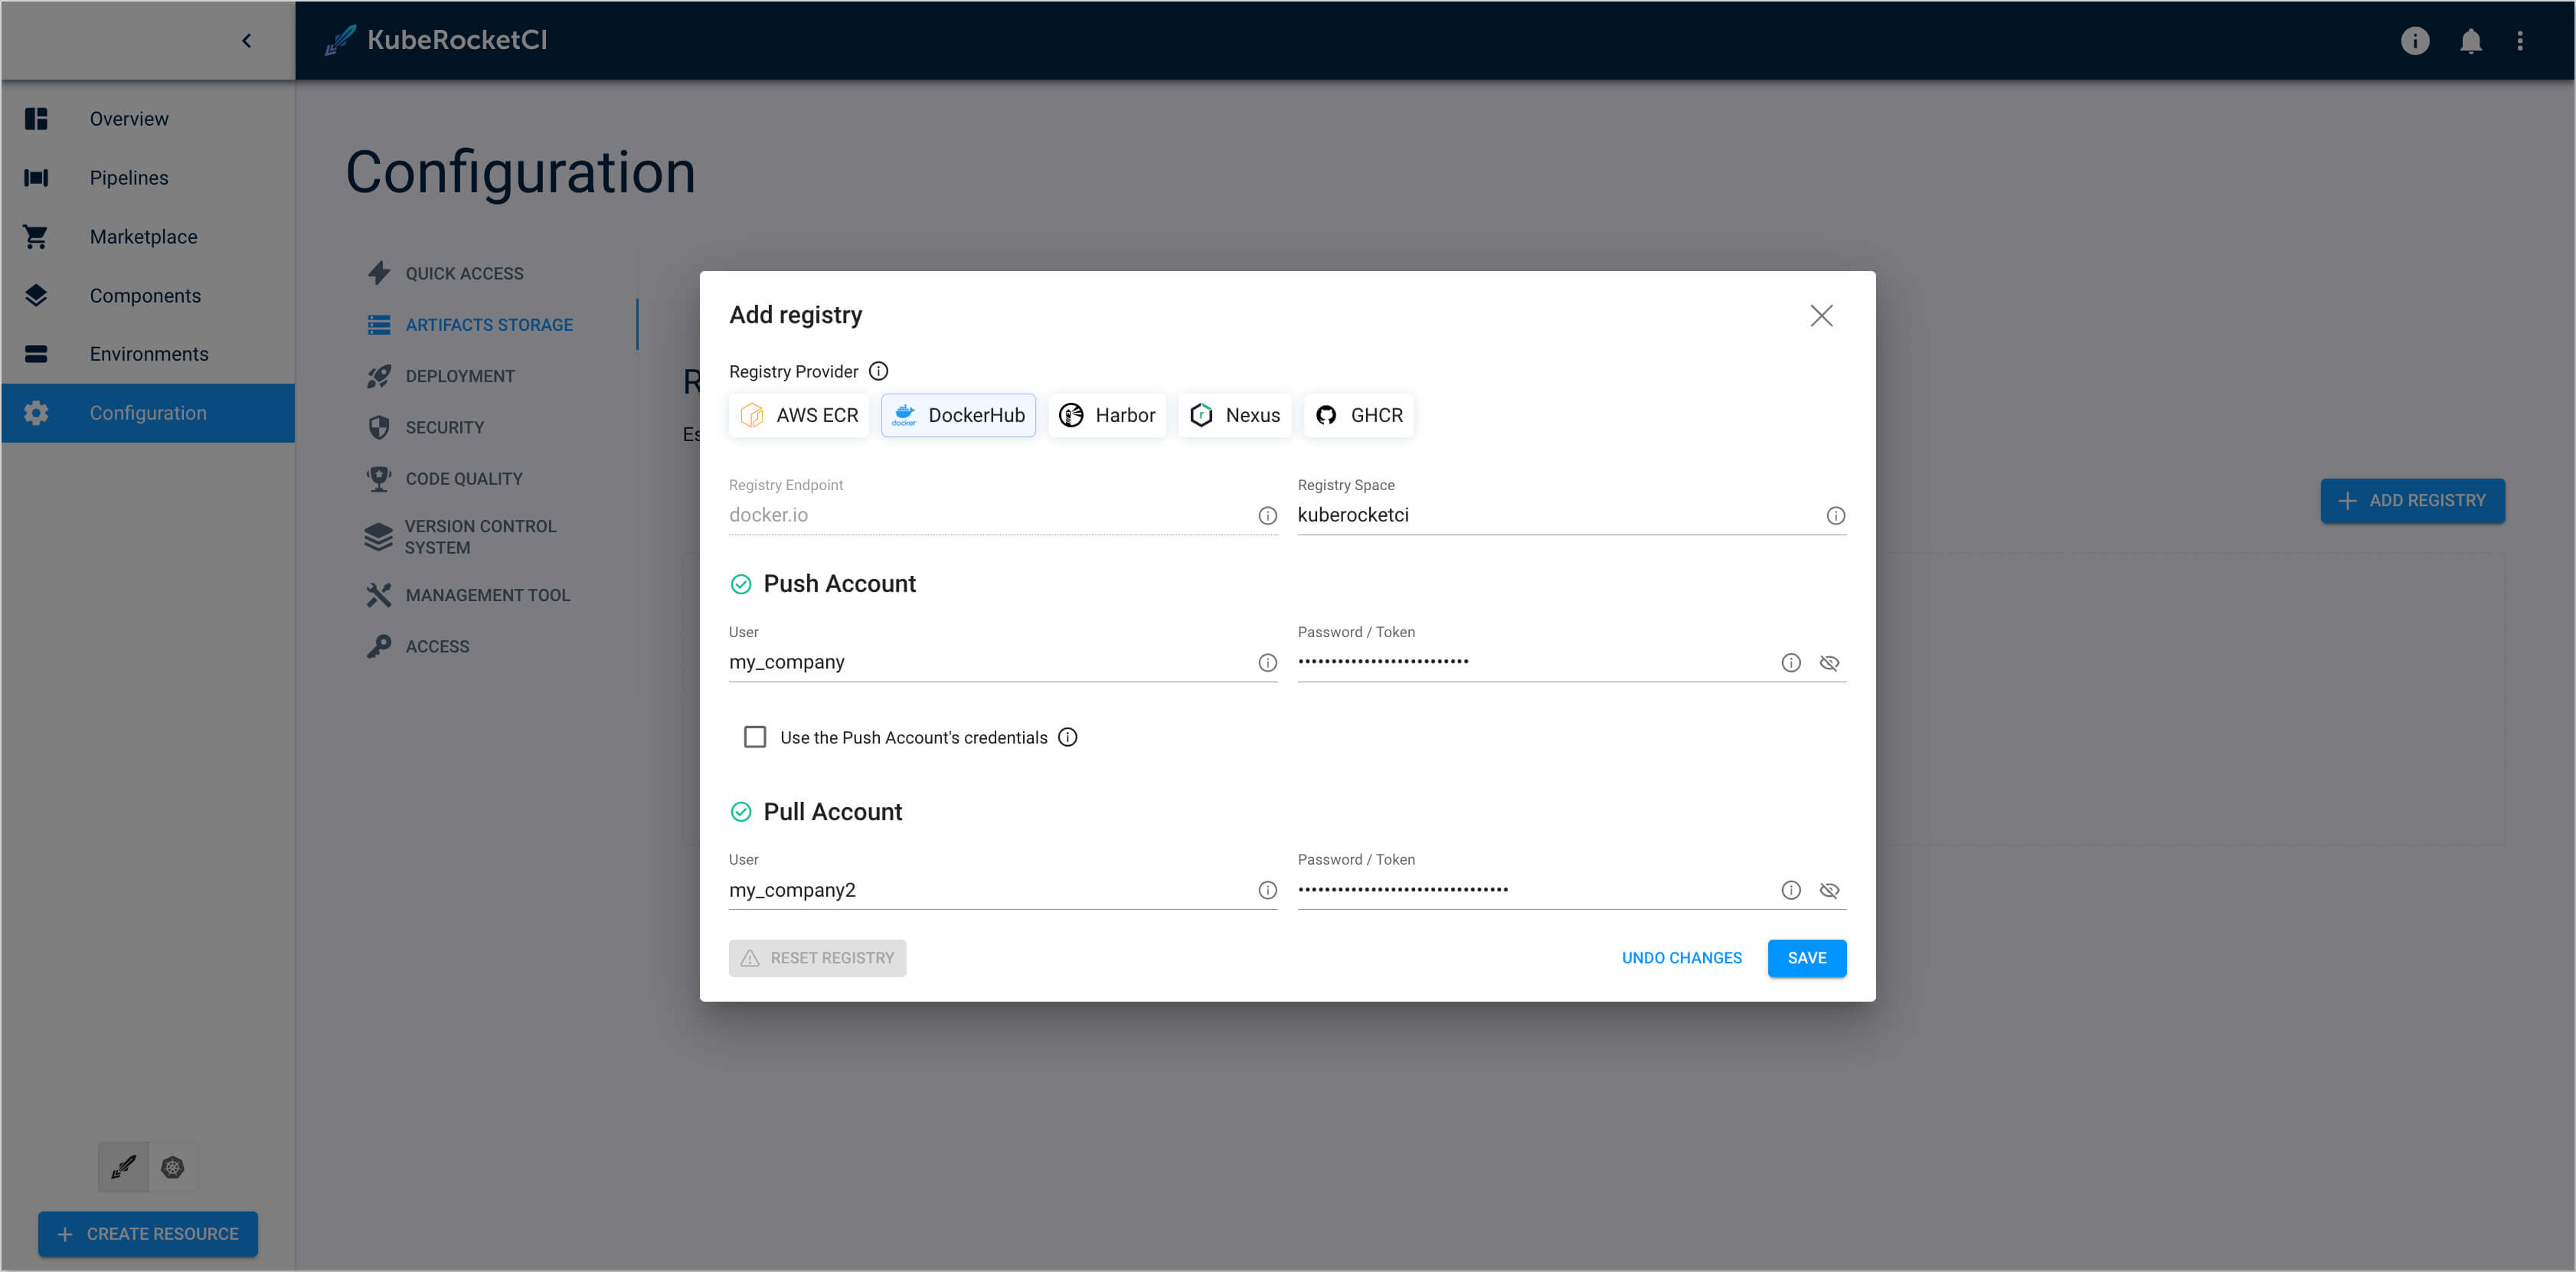 KubeRocketCI
Overview
Pipelines
Marketplace
Components
Environments
Configuration
CREATE RESOURCE
Configuration
QUICK ACCESS
ARTIFACTS STORAGE
DEPLOYMENT
SECURITY
CODE QUALITY
VERSION CONTROL
SYSTEM
MANAGEMENT TOOL
ACCESS
R
Es
ADD REGISTRY
Add registry
Registry Provider
AWS ECR
docker DockerHub
Harbor
r Nexus
GHCR
Registry Endpoint
docker.io
Registry Space
kuberocketci
Push Account
User
my_company
Password / Token
Use the Push Account's credentials
Pull Account
User
my_company2
Password / Token
RESET REGISTRY
UNDO CHANGES
SAVE